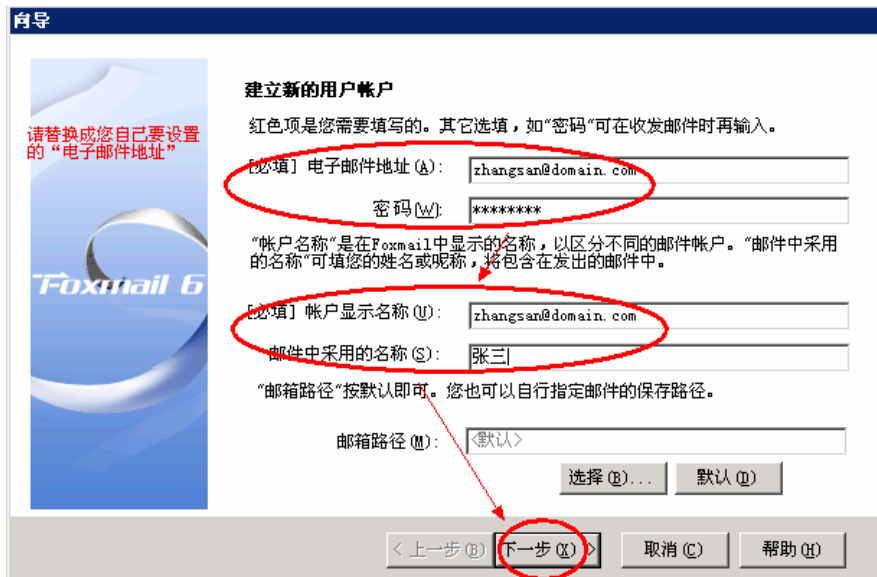 向导
请替换成您自己要设置
的“电子邮件地址”
Foxmail 6
建立新的用户帐户
红色项是您需要填写的。其它选填，如“密码”可在收发邮件时再输入。
[必填] 电子邮件地址(A): zhangsan@domain.com
密码(W): ********
“帐户名称”是在Foxmail中显示的名称，以区分不同的邮件帐户。“邮件中采用
的名称”可填您的姓名或昵称，将包含在发出的邮件中。
[必填] 帐户显示名称(U): zhangsan@domain.com
邮件中采用的名称(S): 张三
“邮箱路径”按默认即可。您也可以自行指定邮件的保存路径。
邮箱路径(M): <默认>
选择(B)... 默认(D)
< 上一步(B) 下一步(X) > 取消(C) 帮助(H)